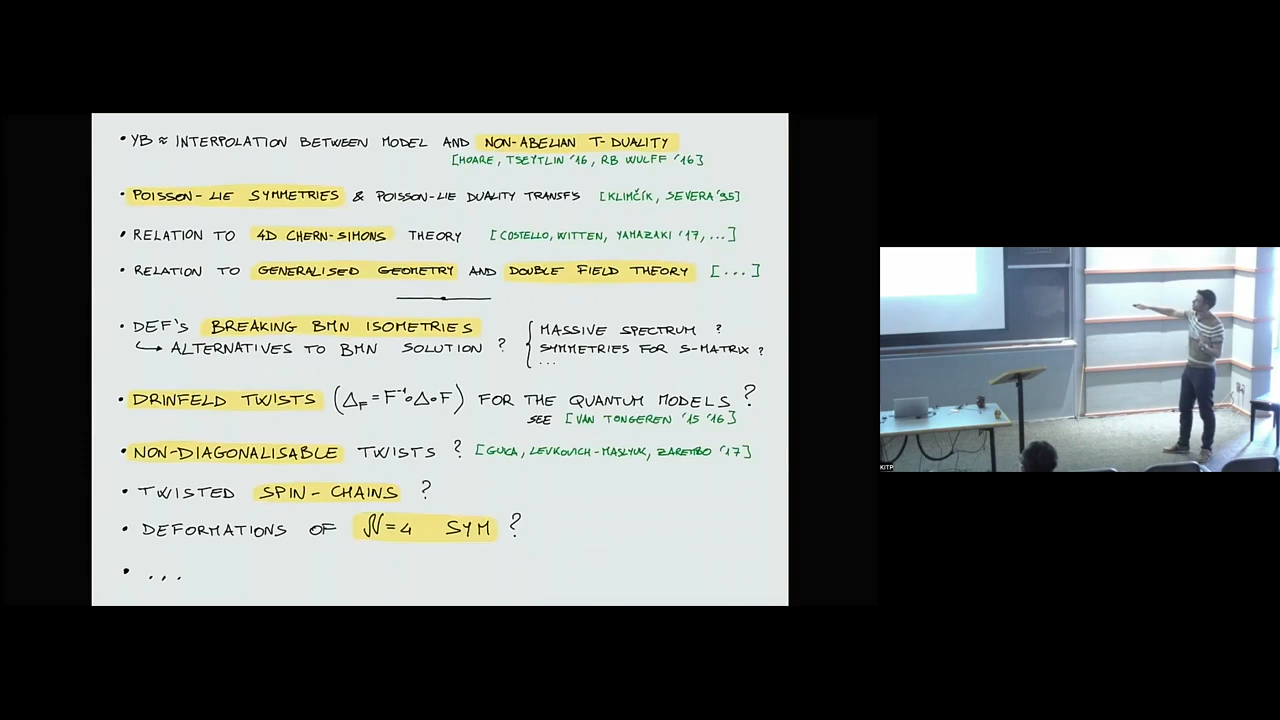 • YB ≈ INTERPOLATION BETWEEN MODEL AND NON-ABELIAN T-DUALITY
[HOARE, TSEYTLIN '16, RB WULFF '16]
• POISSON-LIE SYMMETRIES & POISSON-LIE DUALITY TRANSF'S [KLIMČÍK, SEVERA '95]
• RELATION TO 4D CHERN-SIMONS THEORY [COSTELLO, WITTEN, YAMAZAKI '17, ...]
• RELATION TO GENERALISED GEOMETRY AND DOUBLE FIELD THEORY [...]
• DEF'S BREAKING BMN ISOMETRIES
↳ ALTERNATIVES TO BMN SOLUTION ?
{ MASSIVE SPECTRUM ?
SYMMETRIES FOR S-MATRIX ?
...
• DRINFELD TWISTS (Δ_F = F⁻¹∘Δ∘F) FOR THE QUANTUM MODELS ?
SEE [VAN TONGEREN '15 '16]
• NON-DIAGONALISABLE TWISTS ? [GUICA, LEVKOVICH-MASLYUK, ZAREMBO '17]
• TWISTED SPIN-CHAINS ?
• DEFORMATIONS OF N=4 SYM ?
• ...
KITP